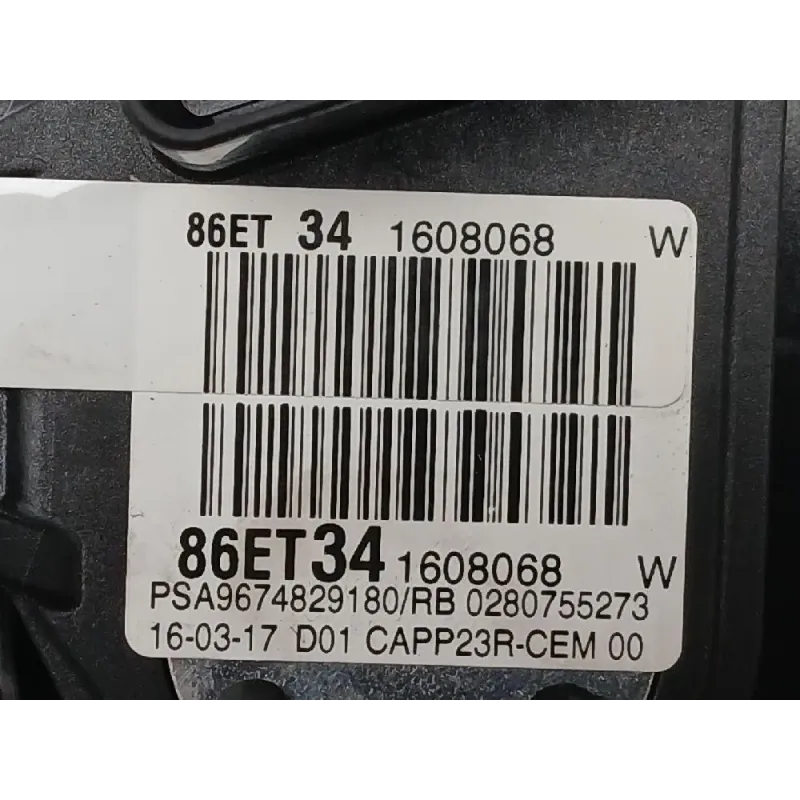 86ET 34 1608068 W
86ET34 1608068 W
PSA9674829180/RB 0280755273
16-03-17 D01 CAPP23R-CEM 00